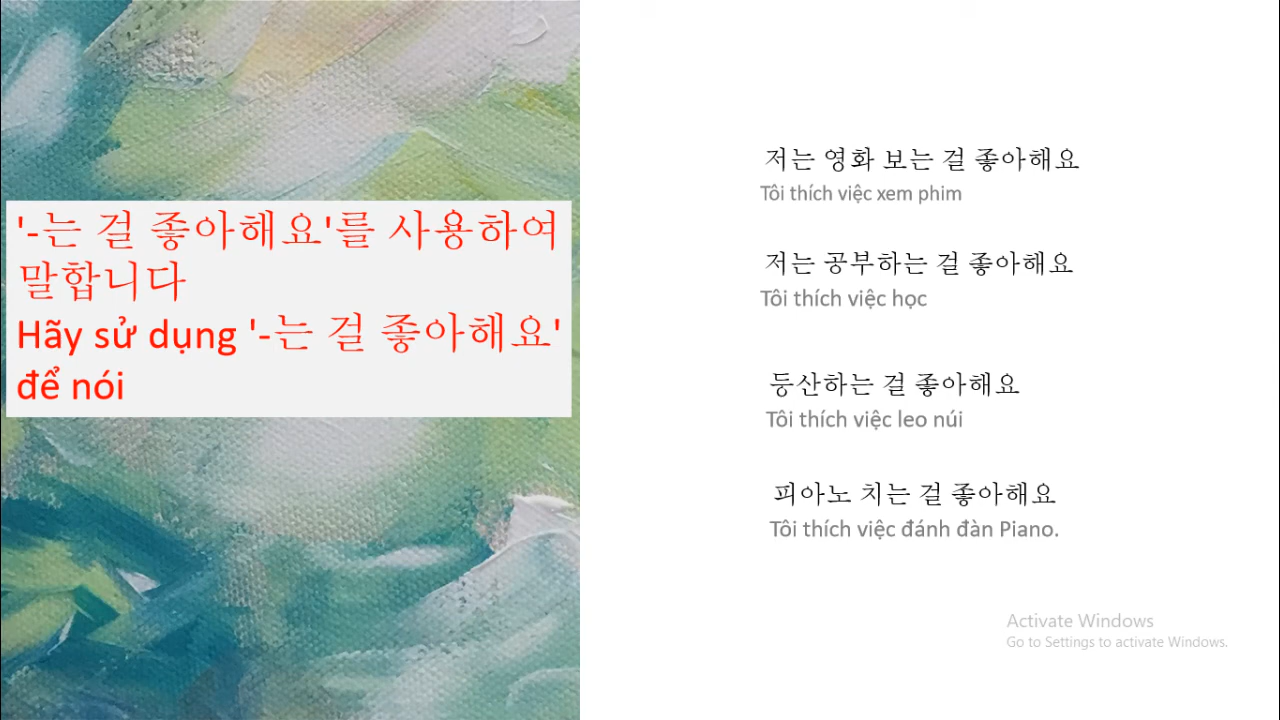 '-는 걸 좋아해요'를 사용하여
말합니다
Hãy sử dụng '-는 걸 좋아해요'
để nói
저는 영화 보는 걸 좋아해요
Tôi thích việc xem phim
저는 공부하는 걸 좋아해요
Tôi thích việc học
등산하는 걸 좋아해요
Tôi thích việc leo núi
피아노 치는 걸 좋아해요
Tôi thích việc đánh đàn Piano.
Activate Windows
Go to Settings to activate Windows.